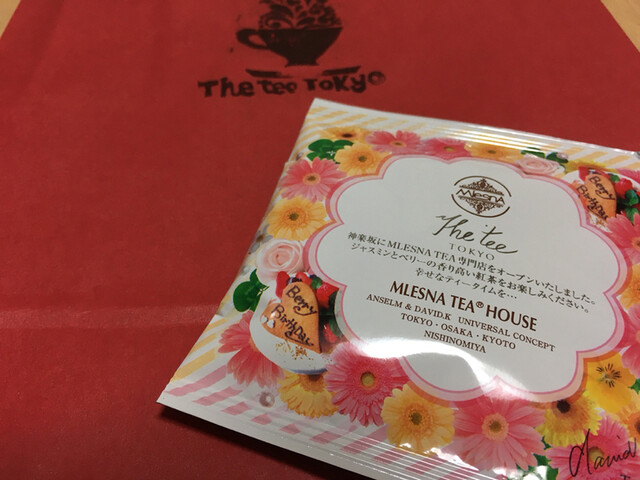 The tee Tokyo
Mlesna
The tee
TOKYO
神楽坂にMLESNA TEA専門店をオープンいたしました。
ジャスミンとベリーの香り高い紅茶をお楽しみください。
幸せなティータイムを…
MLESNA TEA® HOUSE
ANSELM & DAVID.K UNIVERSAL CONCEPT
TOKYO・OSAKA・KYOTO
NISHINOMIYA
Berry
BirthDay
Berry
BirthDay
David